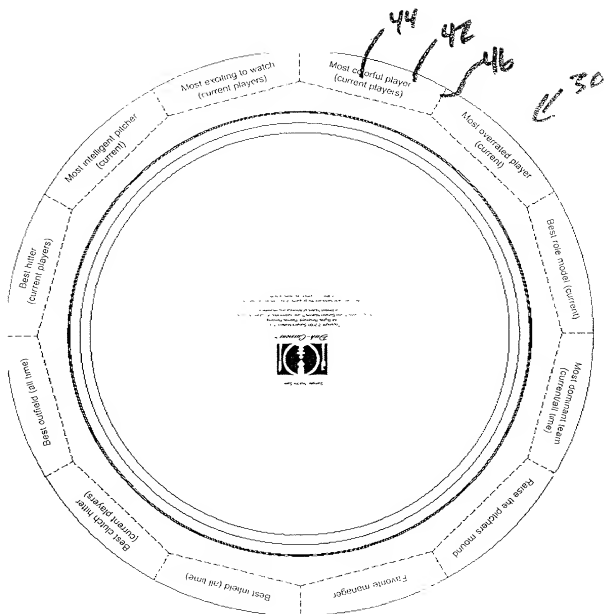 44
42
46
30
Most colorful player
(current players)
Most overrated player
(current)
Best role model (current)
Most dominant team
(current/all time)
Raise the pitchers mound
Favorite manager
Best infield (all time)
Best clutch hitter
(current players)
Best outfield (all time)
Best hitter
(current players)
Most intelligent pitcher
(current)
Most exciting to watch
(current players)